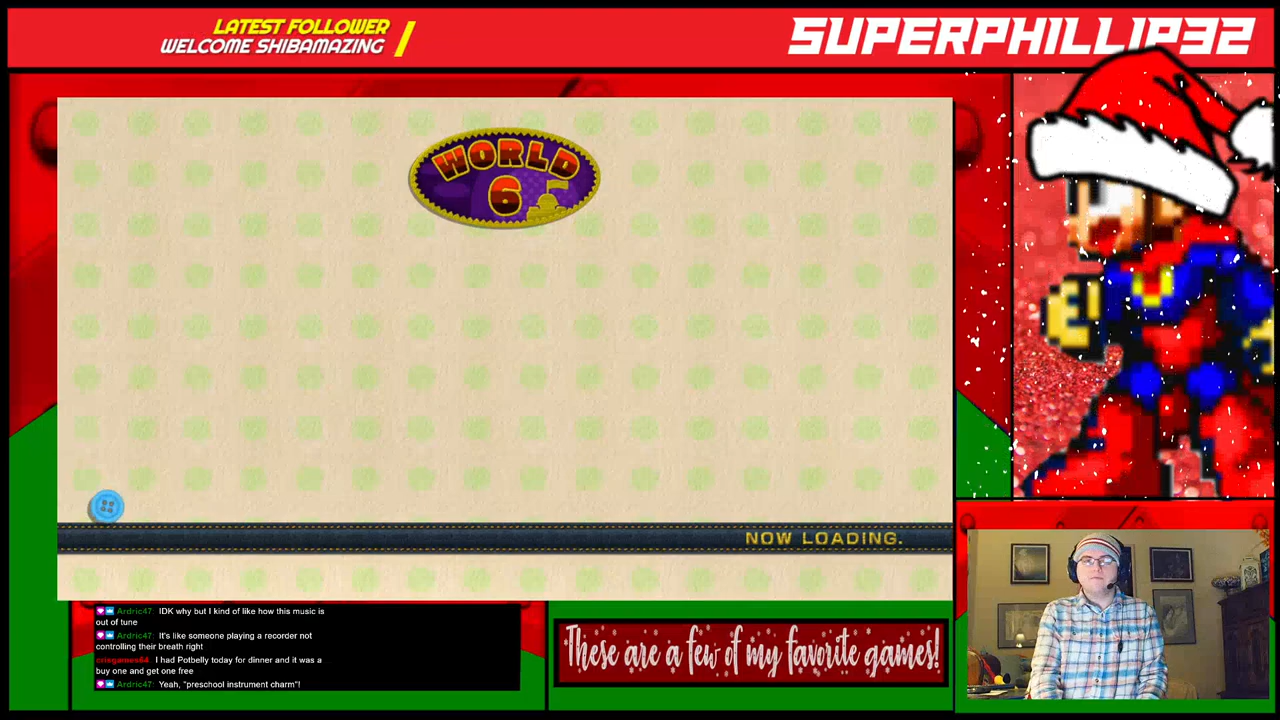 LATEST FOLLOWER
WELCOME SHIBAMAZING
SUPERPHILLIP32
WORLD
6
NOW LOADING.
Ardric47: IDK why but I kind of like how this music is
out of tune
Ardric47: It's like someone playing a recorder not
controlling their breath right
crisgames64: I had Potbelly today for dinner and it was a
buy one and get one free
Ardric47: Yeah, "preschool instrument charm"!
These are a few of my favorite games!